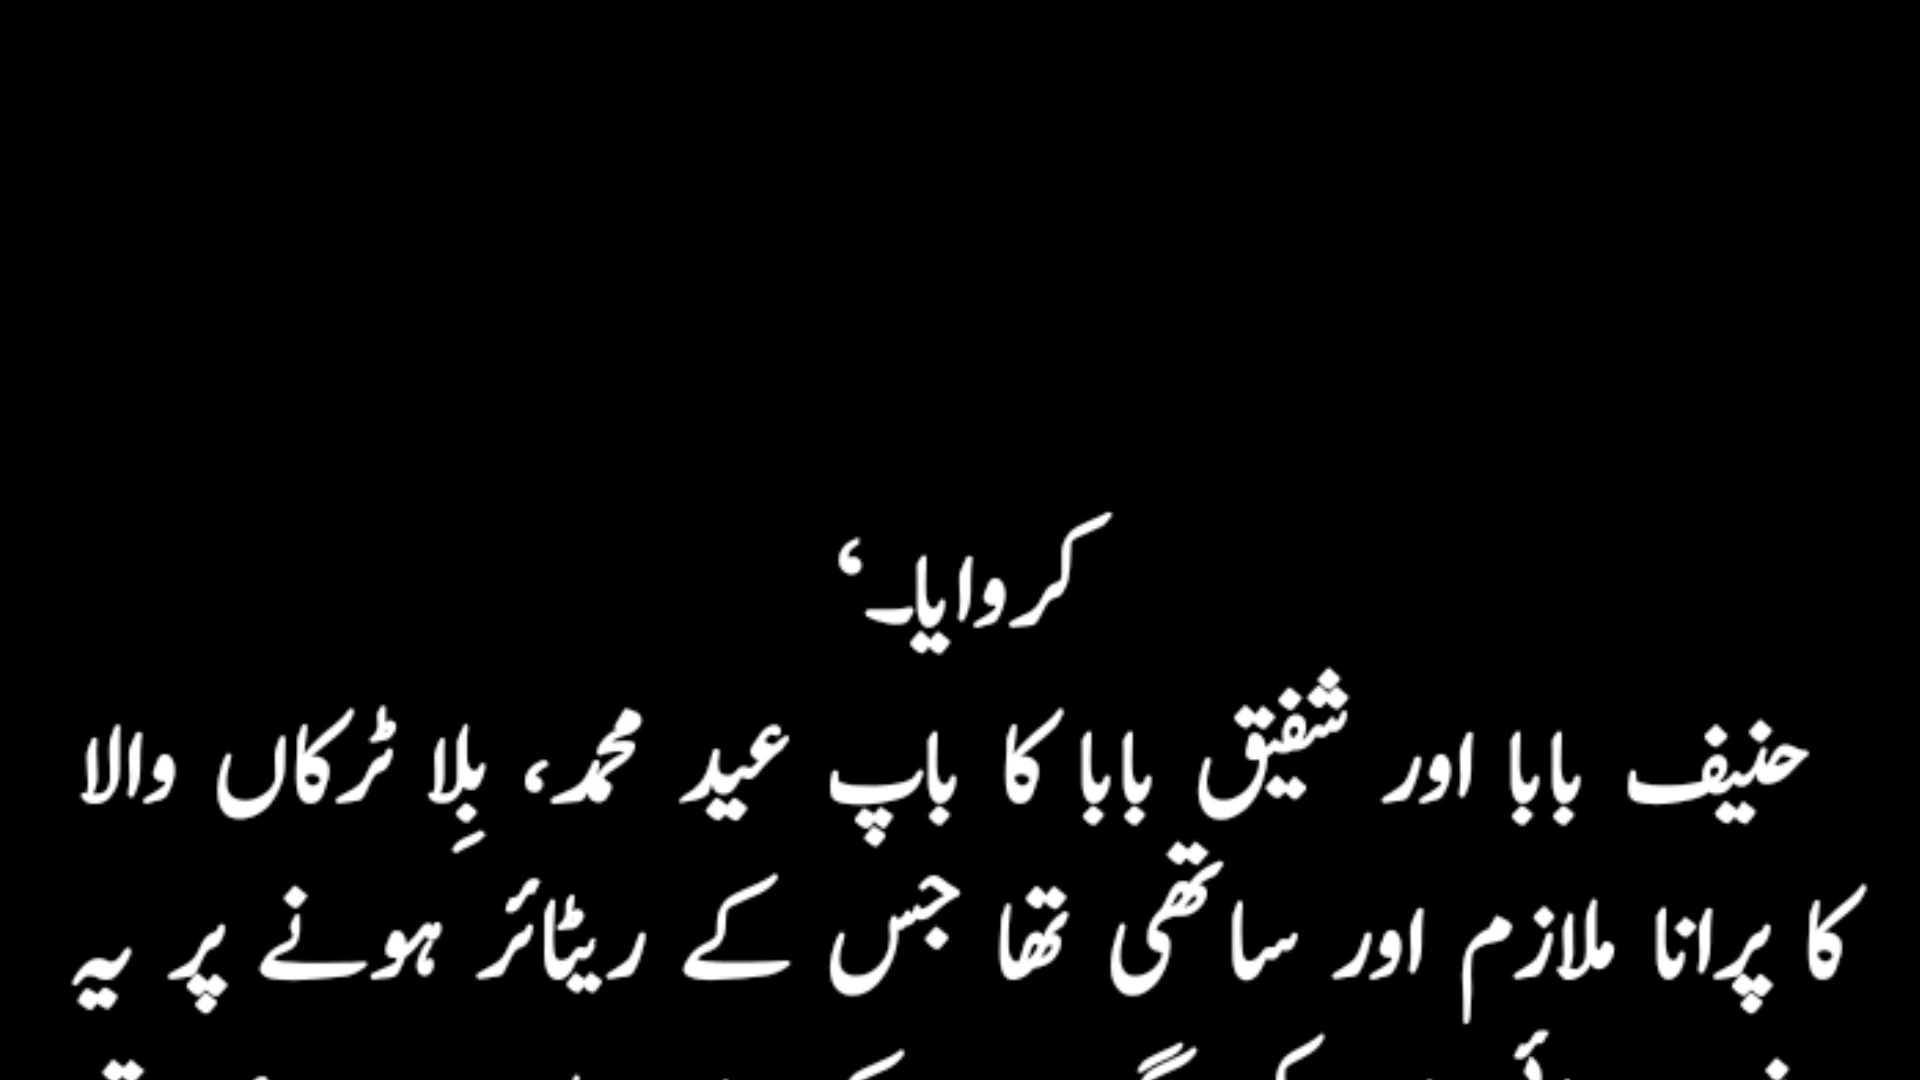 کروایا۔‘
حنیف بابا اور شفیق بابا کا باپ عید محمد، بِلا ٹرکاں والا
کا پرانا ملازم اور ساتھی تھا جس کے ریٹائر ہونے پر یہ